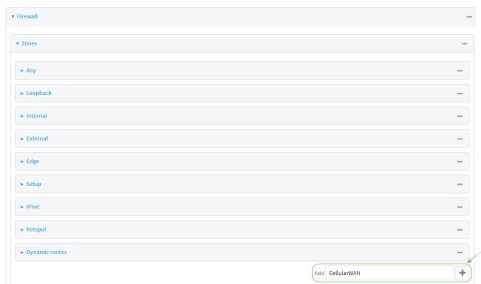 Firewall
Zones
Any
Loopback
Internal
External
Edge
Setup
IPsec
hotspot
Dynamic routes
Add CellularWAN